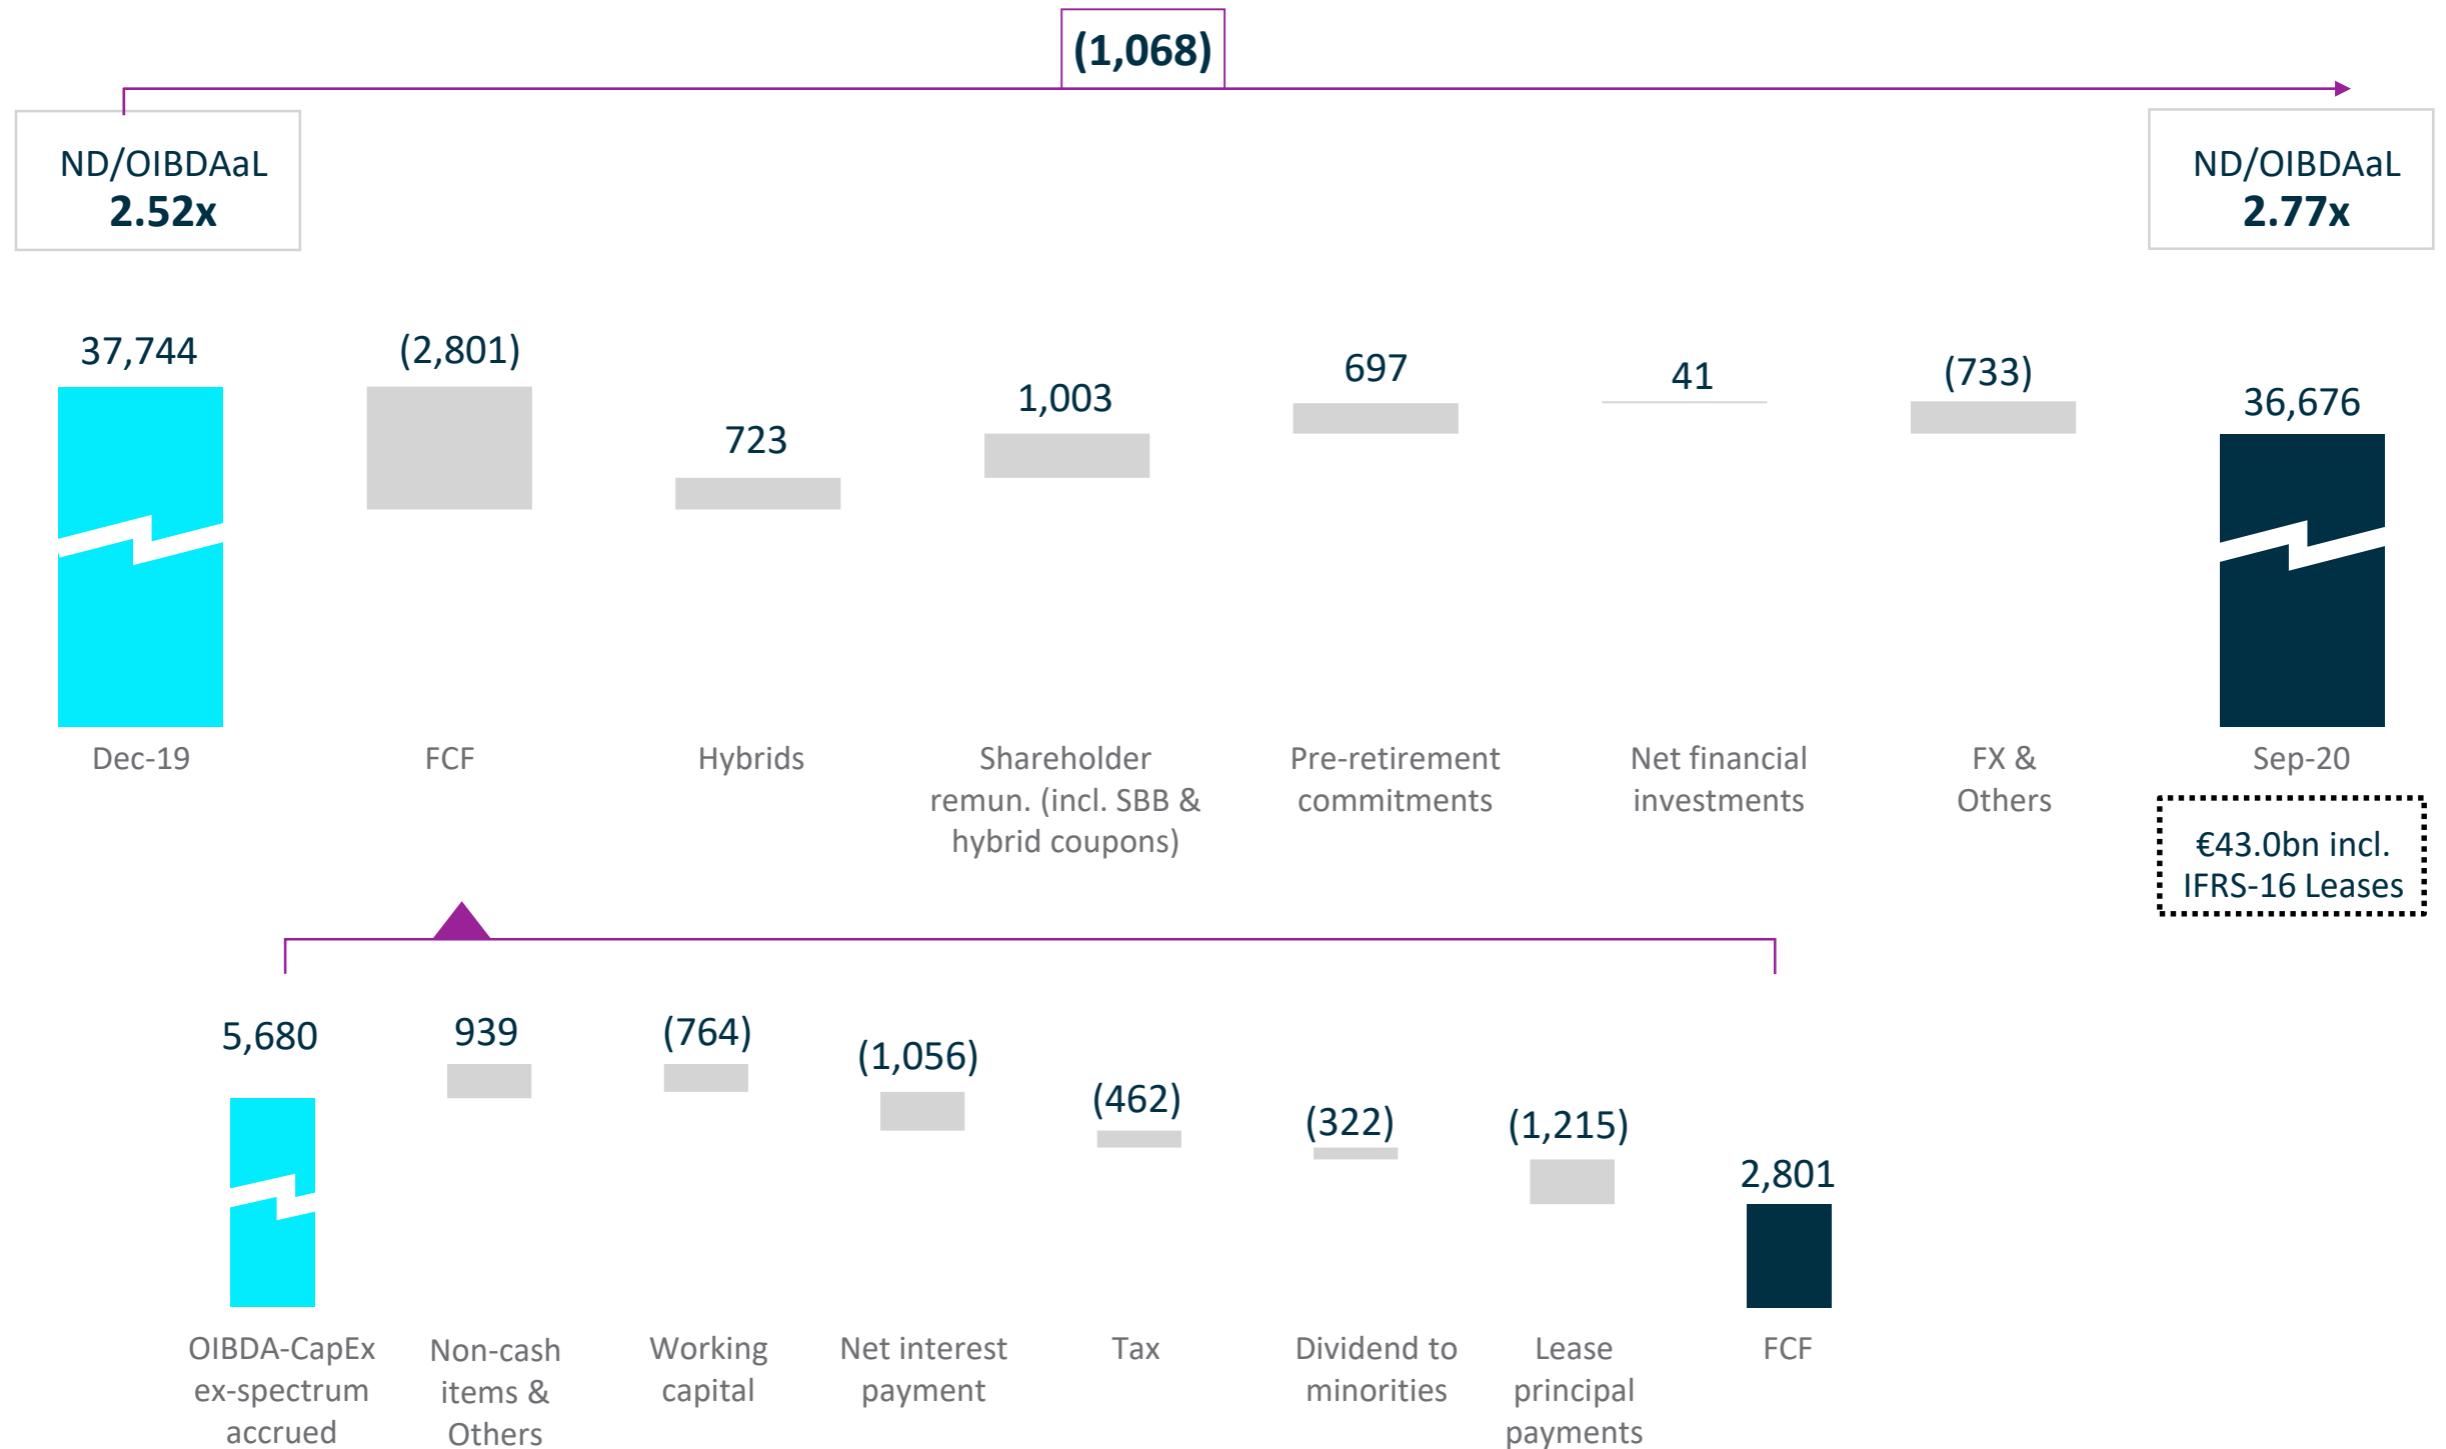 (1,068)
ND/OIBDAaL
2.52x
ND/OIBDAaL
2.77x
37,744
(2,801)
723
1,003
697
41
(733)
36,676
Dec-19
FCF
Hybrids
Shareholder
remun. (incl. SBB &
hybrid coupons)
Pre-retirement
commitments
Net financial
investments
FX &
Others
Sep-20
€43.0bn incl.
IFRS-16 Leases
5,680
939
(764)
(1,056)
(462)
(322)
(1,215)
2,801
OIBDA-CapEx
ex-spectrum
accrued
Non-cash
items &
Others
Working
capital
Net interest
payment
Tax
Dividend to
minorities
Lease
principal
payments
FCF